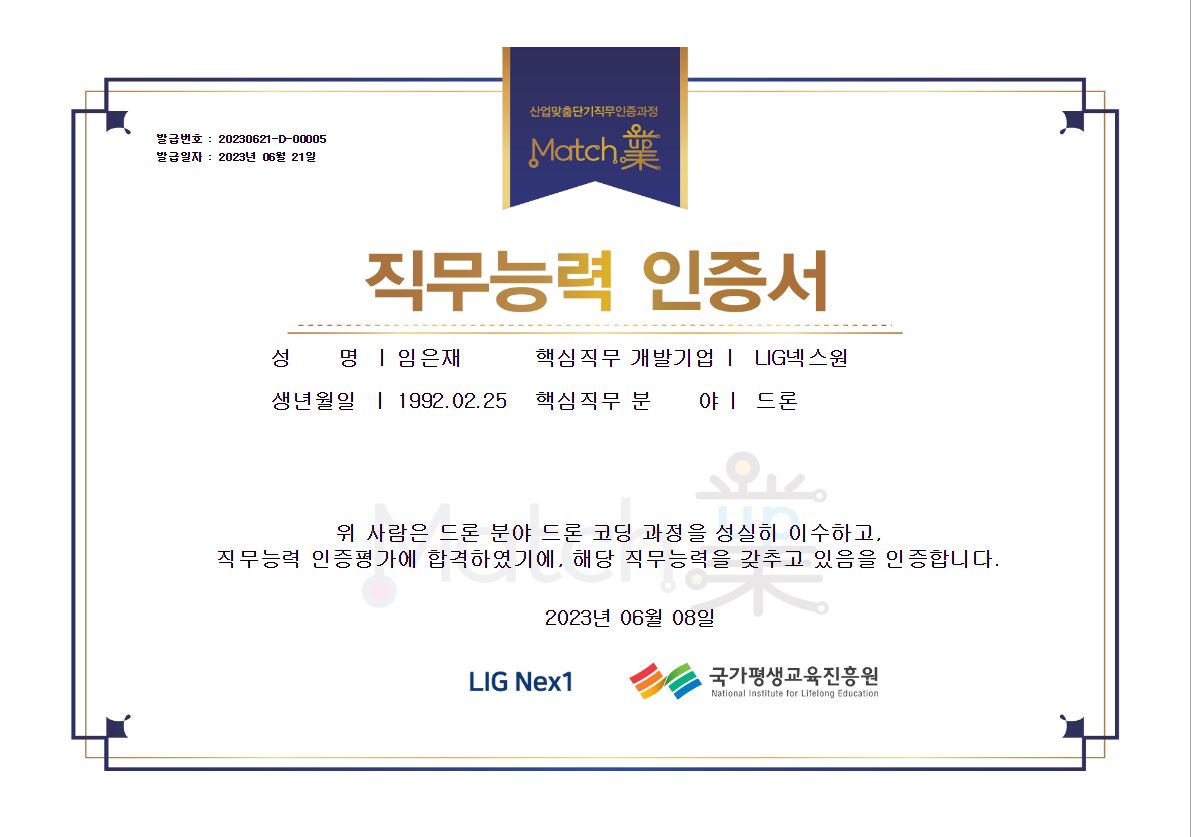 산업맞춤단기직무인증과정
Match 業 up
발급번호 : 20230621-D-00005
발급일자 : 2023년 06월 21일
직무능력 인증서
성 명 | 임은재 핵심직무 개발기업 | LIG넥스원
생년월일 | 1992.02.25 핵심직무 분 야 | 드론
Match 業 up
위 사람은 드론 분야 드론 코딩 과정을 성실히 이수하고,
직무능력 인증평가에 합격하였기에, 해당 직무능력을 갖추고 있음을 인증합니다.
2023년 06월 08일
LIG Nex1 국가평생교육진흥원
National Institute for Lifelong Education